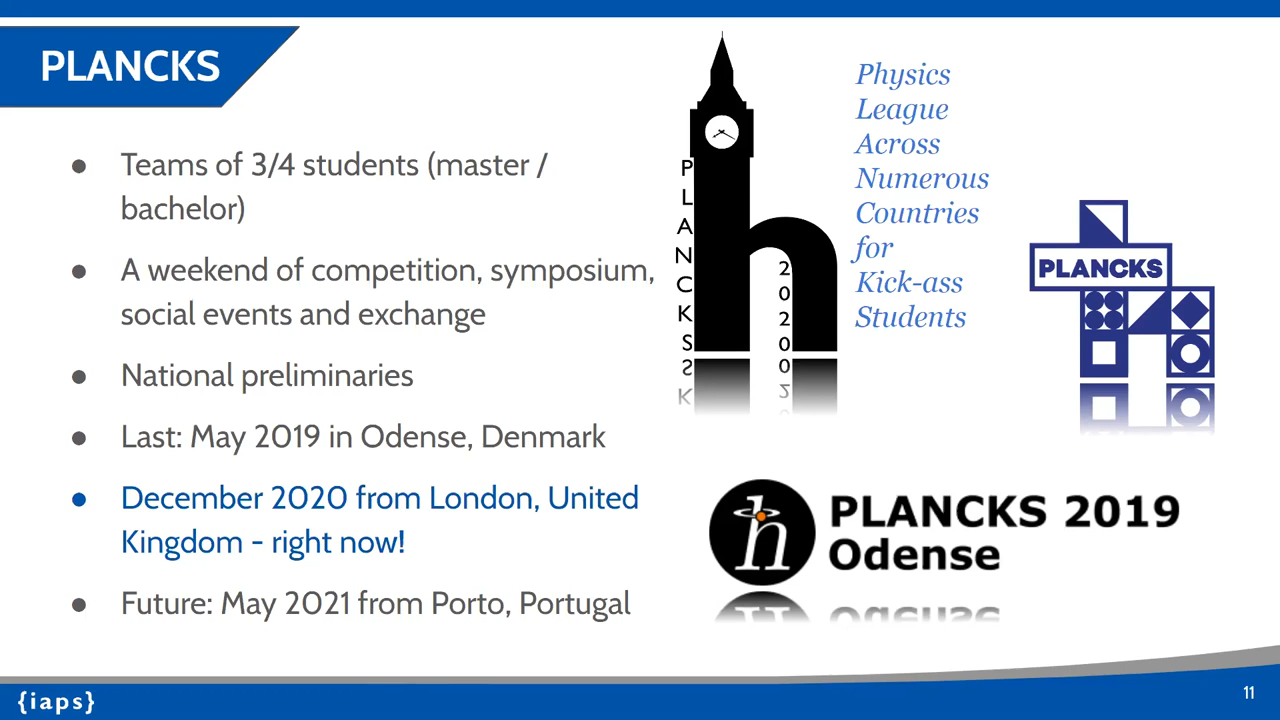 PLANCKS
● Teams of 3/4 students (master /
bachelor)
● A weekend of competition, symposium,
social events and exchange
● National preliminaries
● Last: May 2019 in Odense, Denmark
● December 2020 from London, United
Kingdom - right now!
● Future: May 2021 from Porto, Portugal
PLANCKS
2020
Physics
League
Across
Numerous
Countries
for
Kick-ass
Students
PLANCKS
PLANCKS 2019
Odense
{iaps}
11